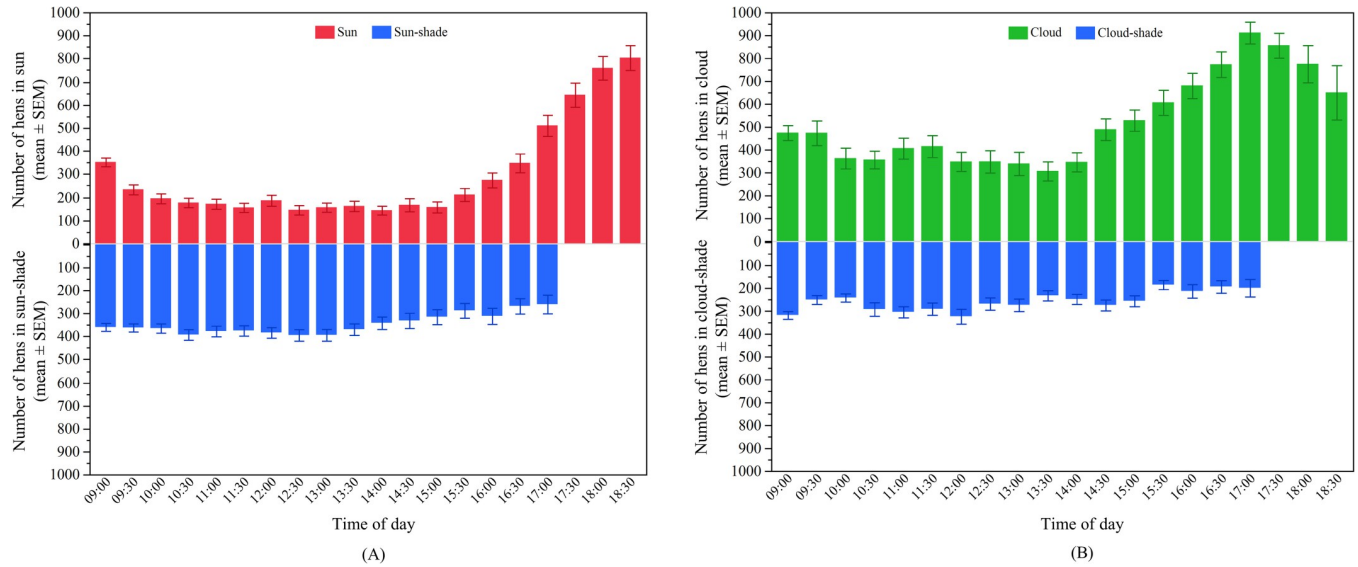 Sun Sun-shade
Number of hens in sun
(mean ± SEM)
1000
900
800
700
600
500
400
300
200
100
0
Number of hens in sun-shade
(mean ± SEM)
100
200
300
400
500
600
700
800
900
1000
09:00 09:30 10:00 10:30 11:00 11:30 12:00 12:30 13:00 13:30 14:00 14:30 15:00 15:30 16:00 16:30 17:00 17:30 18:00 18:30
Time of day
(A)
Cloud Cloud-shade
Number of hens in cloud
(mean ± SEM)
1000
900
800
700
600
500
400
300
200
100
0
Number of hens in cloud-shade
(mean ± SEM)
100
200
300
400
500
600
700
800
900
1000
09:00 09:30 10:00 10:30 11:00 11:30 12:00 12:30 13:00 13:30 14:00 14:30 15:00 15:30 16:00 16:30 17:00 17:30 18:00 18:30
Time of day
(B)